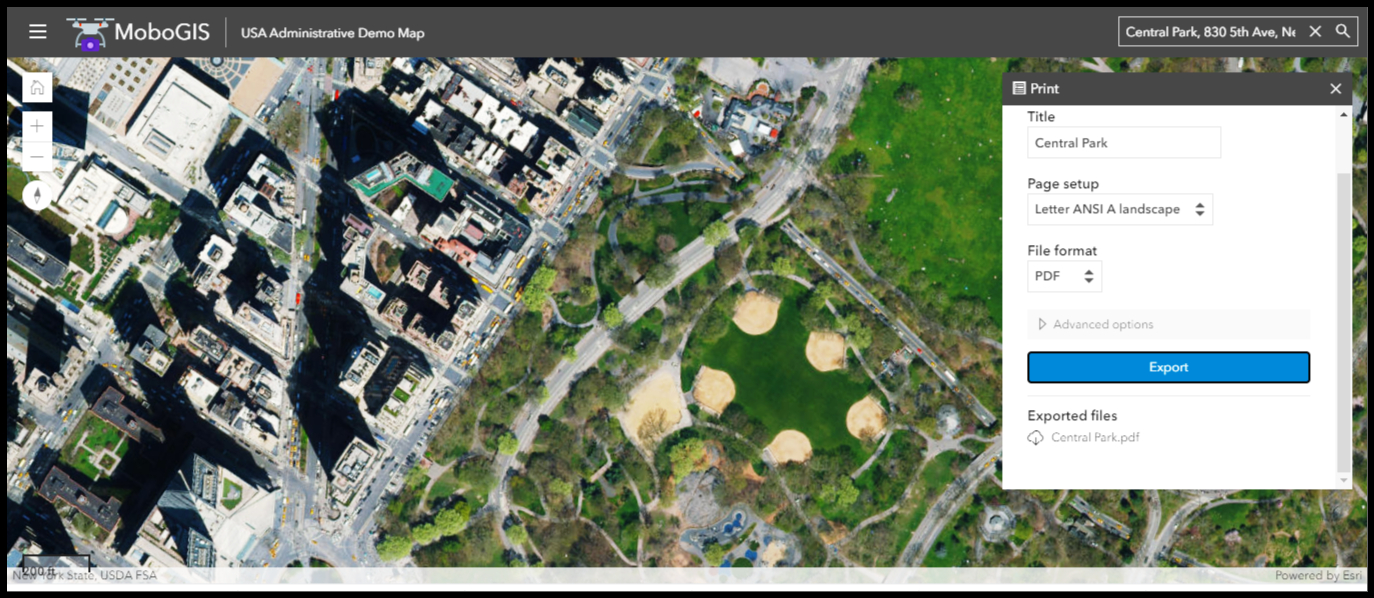 MoboGIS
USA Administrative Demo Map
Central Park, 830 5th Ave, Ne
Print
Title
Central Park
Page setup
Letter ANSI A landscape
File format
PDF
Advanced options
Export
Exported files
Central Park.pdf
200 ft
New York State, USDA FSA
Powered by Esri